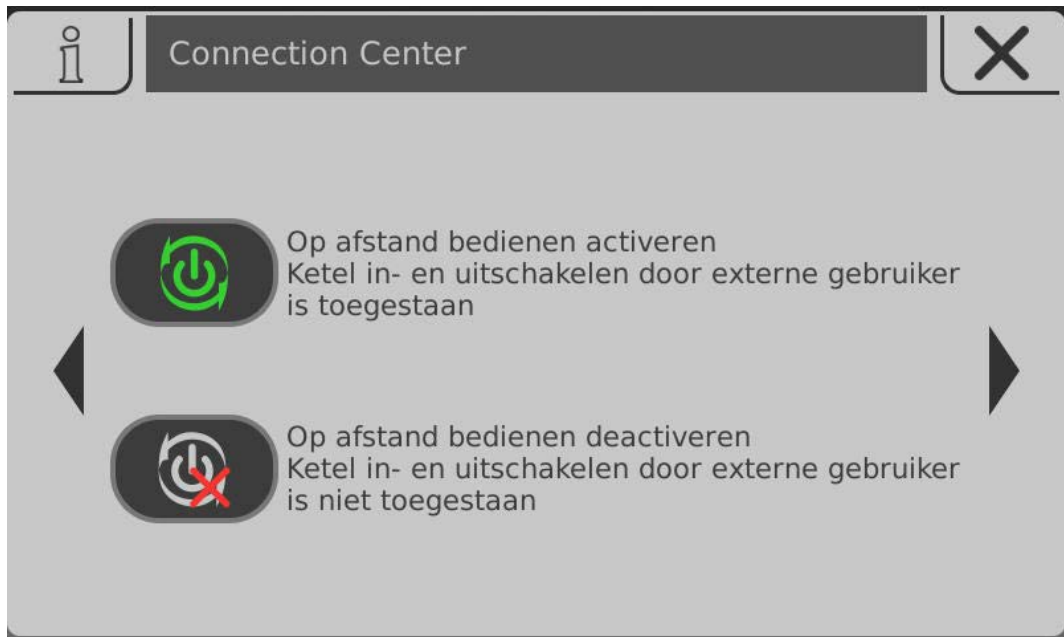 Connection Center
Op afstand bedienen activeren
Ketel in- en uitschakelen door externe gebruiker
is toegestaan
Op afstand bedienen deactiveren
Ketel in- en uitschakelen door externe gebruiker
is niet toegestaan